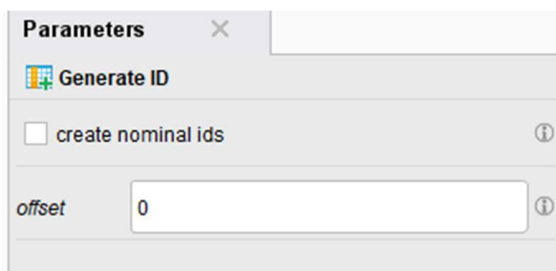 Parameters
Generate ID
create nominal ids
offset 0